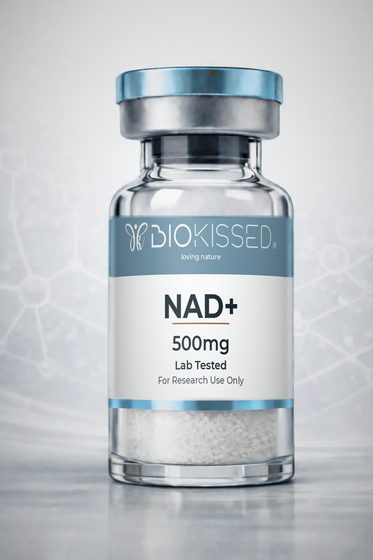 BIOKISSED®
loving nature
NAD+
500mg
Lab Tested
For Research Use Only